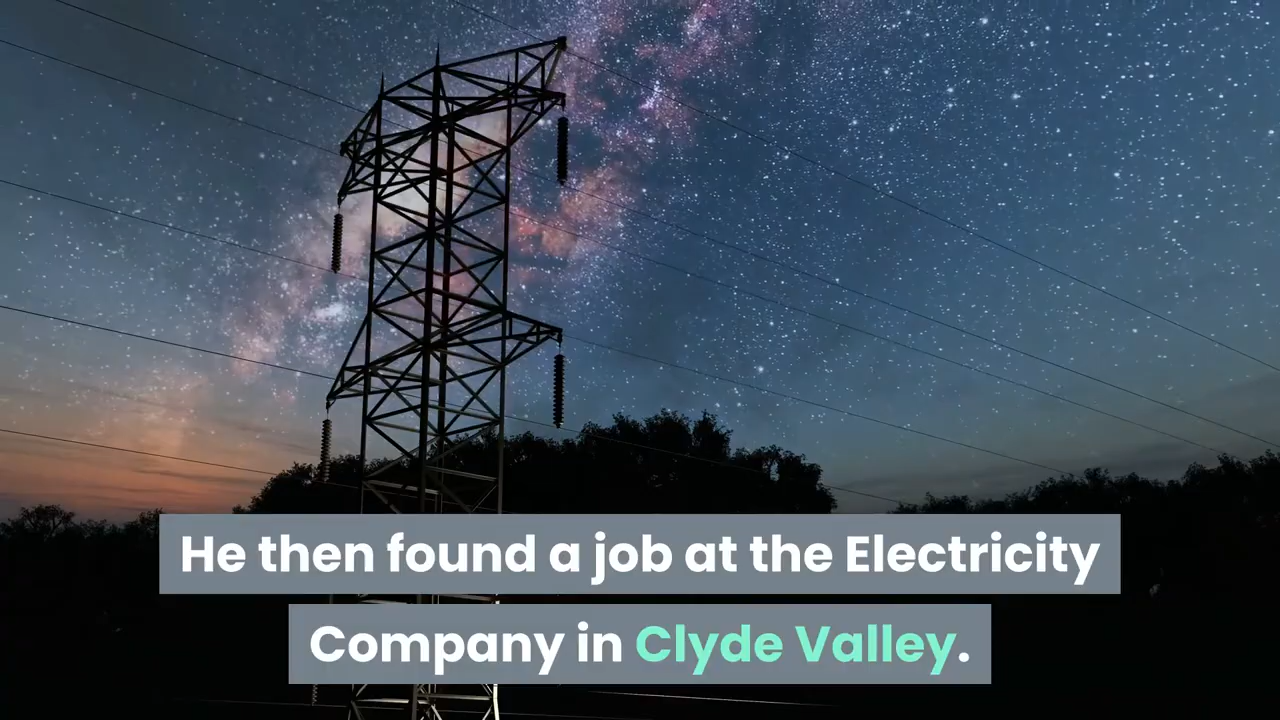 He then found a job at the Electricity
Company in Clyde Valley.